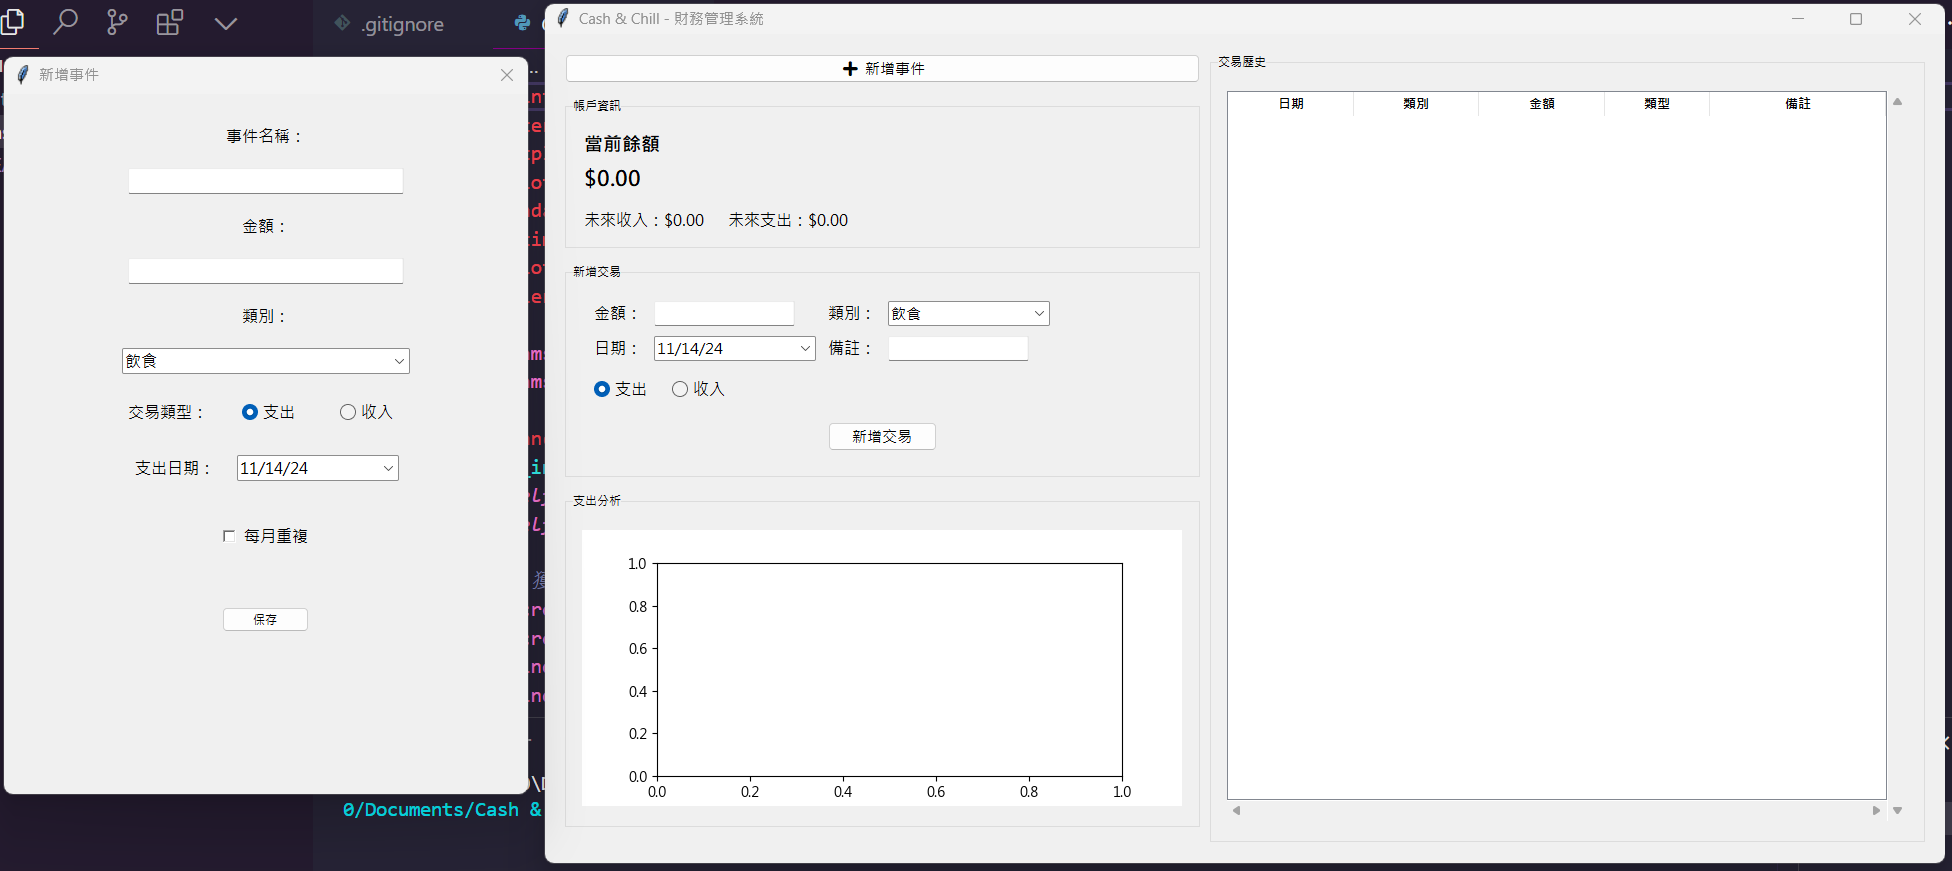 .gitignore
新增事件
事件名稱：
金額：
類別：
飲食
交易類型：
支出
收入
支出日期：
11/14/24
每月重複
保存
0/Documents/Cash &
Cash & Chill - 財務管理系統
+ 新增事件
帳戶資訊
當前餘額
$0.00
未來收入：$0.00 未來支出：$0.00
新增交易
金額： 類別： 飲食
日期： 11/14/24 備註：
支出 收入
新增交易
支出分析
1.0
0.8
0.6
0.4
0.2
0.0
0.0 0.2 0.4 0.6 0.8 1.0
交易歷史
日期 類別 金額 類型 備註